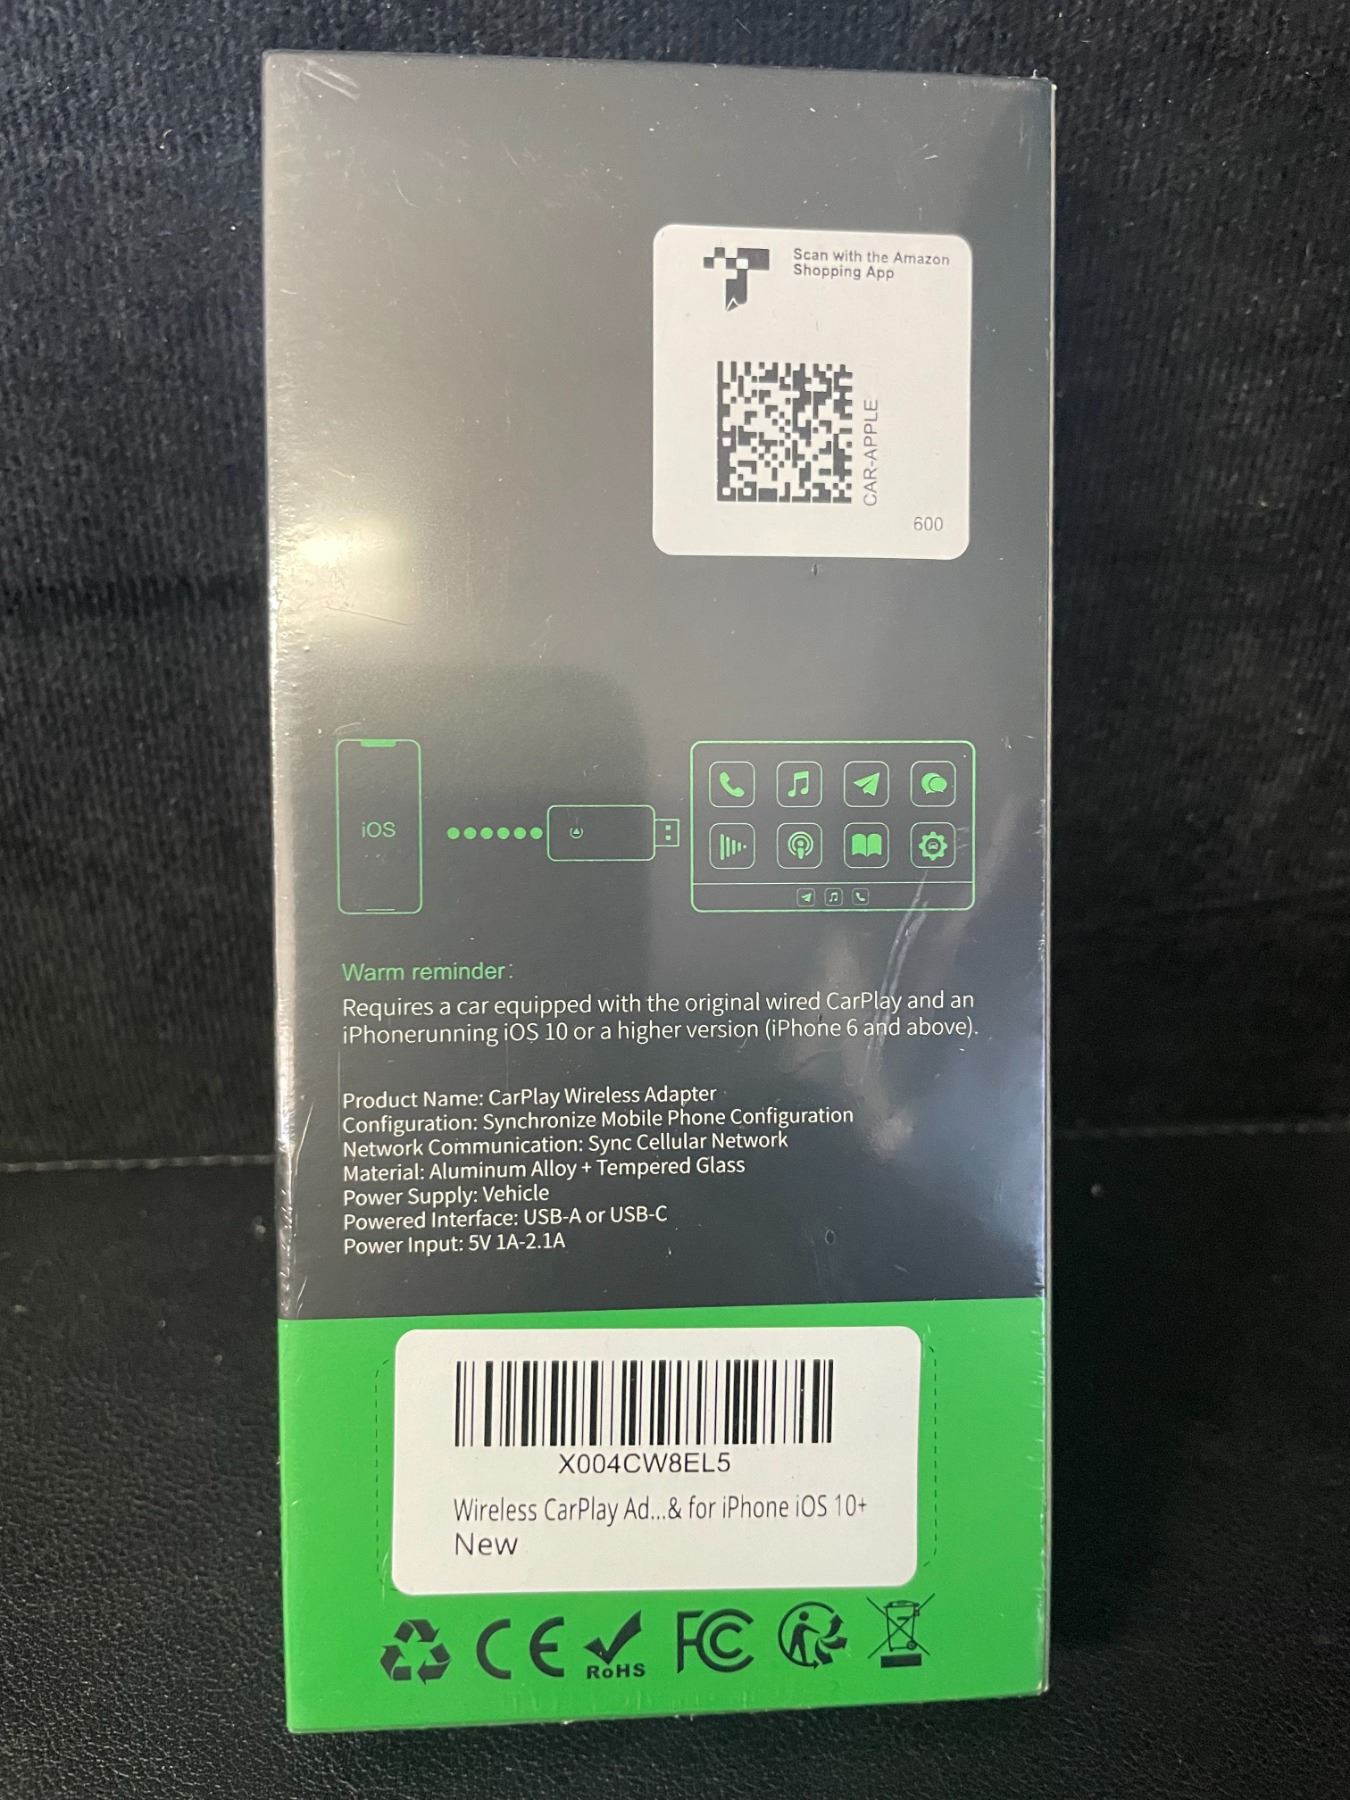 Scan with the Amazon
Shopping App
CAR-APPLE
600
iOS
Warm reminder:
Requires a car equipped with the original wired CarPlay and an
iPhonerunning iOS 10 or a higher version (iPhone 6 and above).
Product Name: CarPlay Wireless Adapter
Configuration: Synchronize Mobile Phone Configuration
Network Communication: Sync Cellular Network
Material: Aluminum Alloy + Tempered Glass
Power Supply: Vehicle
Powered Interface: USB-A or USB-C
Power Input: 5V 1A-2.1A
X004CW8EL5
Wireless CarPlay Ad...& for iPhone iOS 10+
New
CE RoHS FC